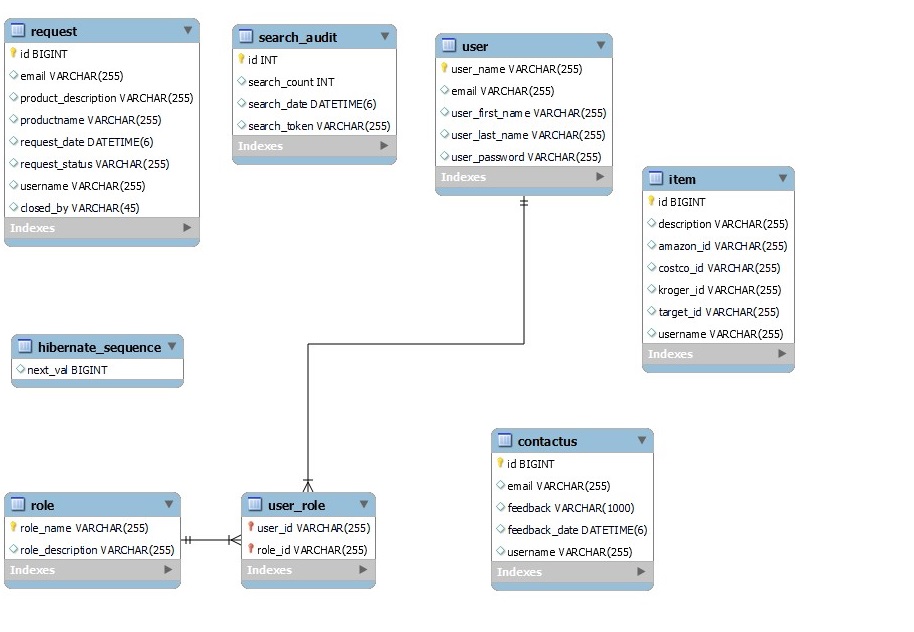 request
id BIGINT
email VARCHAR(255)
product_description VARCHAR(255)
productname VARCHAR(255)
request_date DATETIME(6)
request_status VARCHAR(255)
username VARCHAR(255)
closed_by VARCHAR(45)
Indexes
search_audit
id INT
search_count INT
search_date DATETIME(6)
search_token VARCHAR(255)
Indexes
user
user_name VARCHAR(255)
email VARCHAR(255)
user_first_name VARCHAR(255)
user_last_name VARCHAR(255)
user_password VARCHAR(255)
Indexes
item
id BIGINT
description VARCHAR(255)
amazon_id VARCHAR(255)
costco_id VARCHAR(255)
kroger_id VARCHAR(255)
target_id VARCHAR(255)
username VARCHAR(255)
Indexes
hibernate_sequence
next_val BIGINT
role
role_name VARCHAR(255)
role_description VARCHAR(255)
Indexes
user_role
user_id VARCHAR(255)
role_id VARCHAR(255)
Indexes
contactus
id BIGINT
email VARCHAR(255)
feedback VARCHAR(1000)
feedback_date DATETIME(6)
username VARCHAR(255)
Indexes